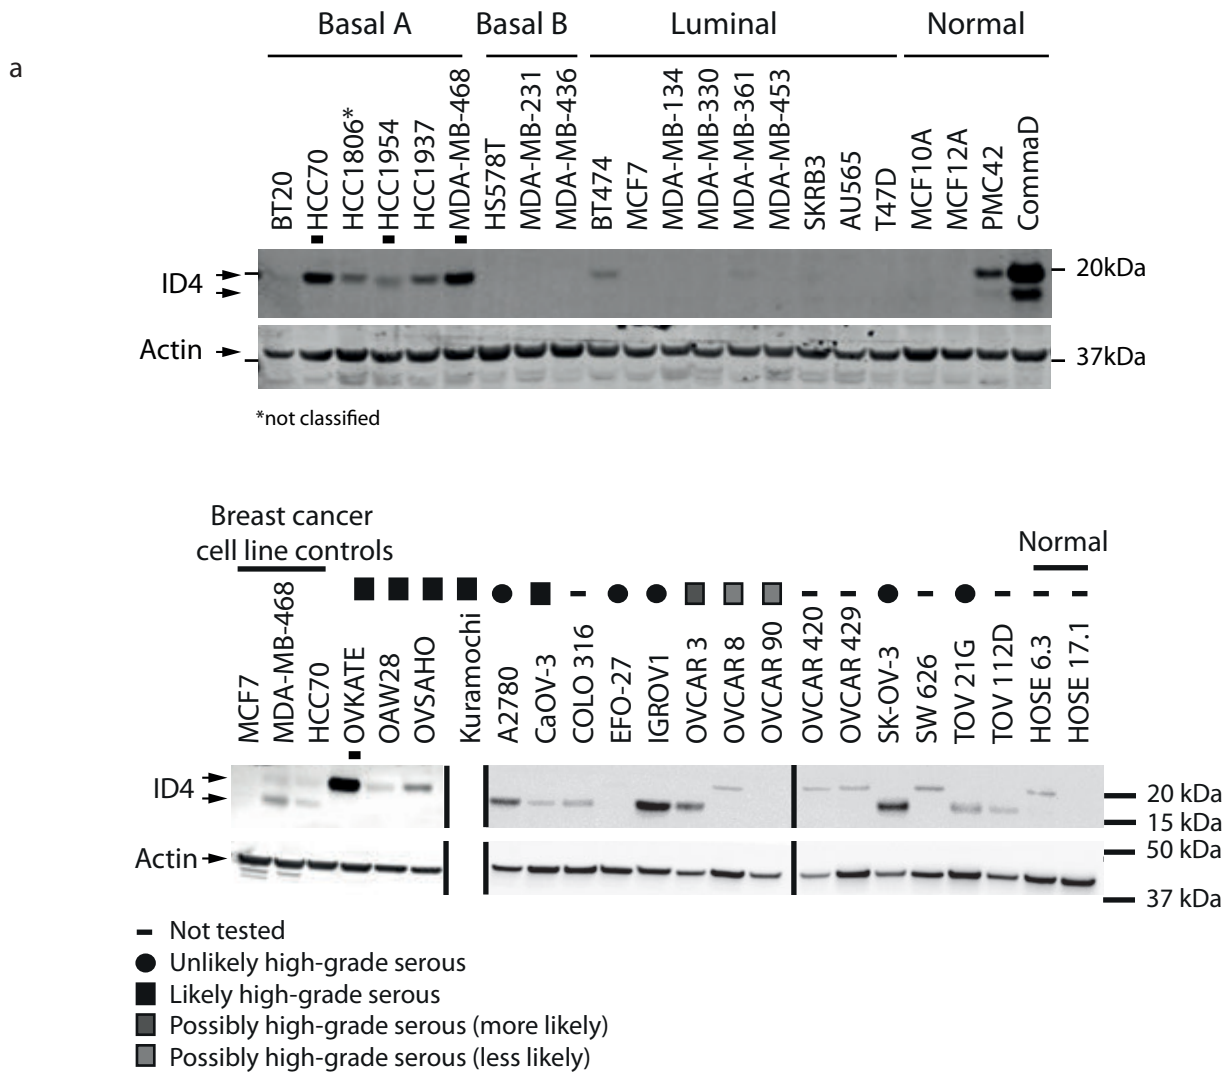 a
Basal A Basal B Luminal Normal
BT20
HCC70
HCC1806*
HCC1954
HCC1937
MDA-MB-468
HS578T
MDA-MB-231
MDA-MB-436
BT474
MCF7
MDA-MB-134
MDA-MB-330
MDA-MB-361
MDA-MB-453
SKRB3
AU565
T47D
MCF10A
MCF12A
PMC42
CommaD
ID4
20kDa
Actin
37kDa
*not classified
Breast cancer
cell line controls
Normal
MCF7
MDA-MB-468
HCC70
OVKATE
OAW28
OVSAHO
Kuramochi
A2780
CaOV-3
COLO 316
EFO-27
IGROV1
OVCAR 3
OVCAR 8
OVCAR 90
OVCAR 420
OVCAR 429
SK-OV-3
SW 626
TOV 21G
TOV 112D
HOSE 6.3
HOSE 17.1
ID4
20 kDa
15 kDa
Actin
50 kDa
37 kDa
Not tested
Unlikely high-grade serous
Likely high-grade serous
Possibly high-grade serous (more likely)
Possibly high-grade serous (less likely)